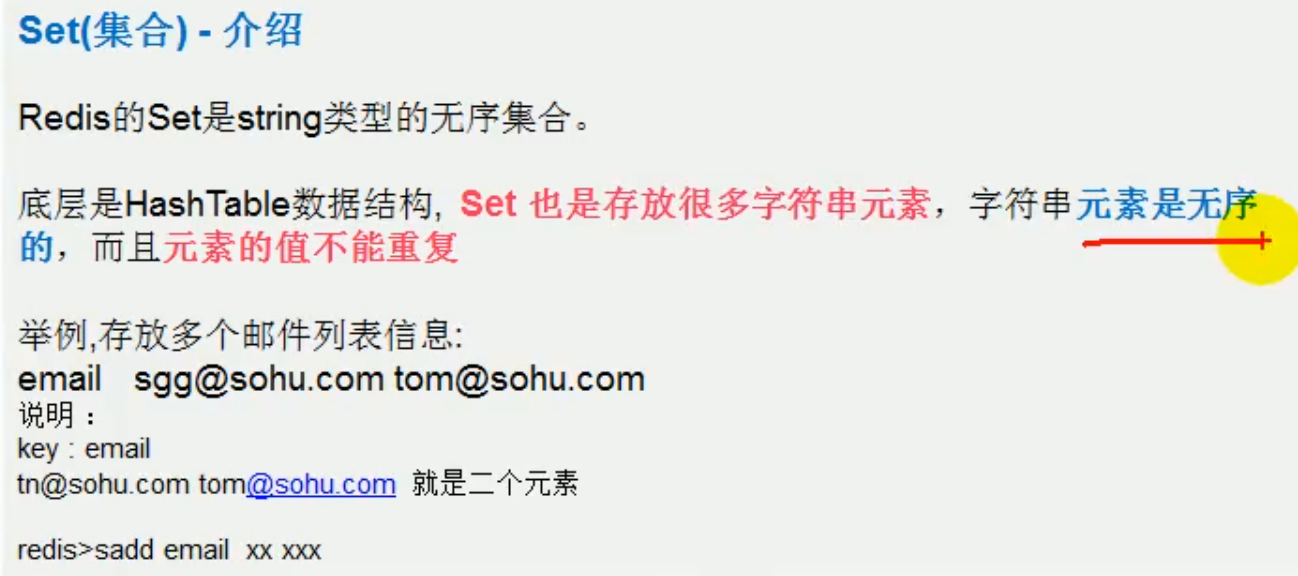 Set(集合) - 介绍
Redis的Set是string类型的无序集合。
底层是HashTable数据结构, Set 也是存放很多字符串元素，字符串元素是无序
的，而且元素的值不能重复
举例,存放多个邮件列表信息:
email sgg@sohu.com tom@sohu.com
说明：
key : email
tn@sohu.com tom@sohu.com 就是二个元素
redis>sadd email xx xxx